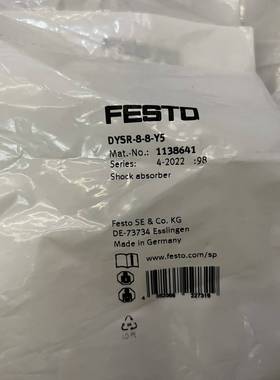 FESTO
DYSR-8-8-Y5
Mat.-No.: 1138641
Series: 4-2022 :98
Shock absorber
Festo SE & Co. KG
DE-73734 Esslingen
Made in Germany
www.festo.com/sp